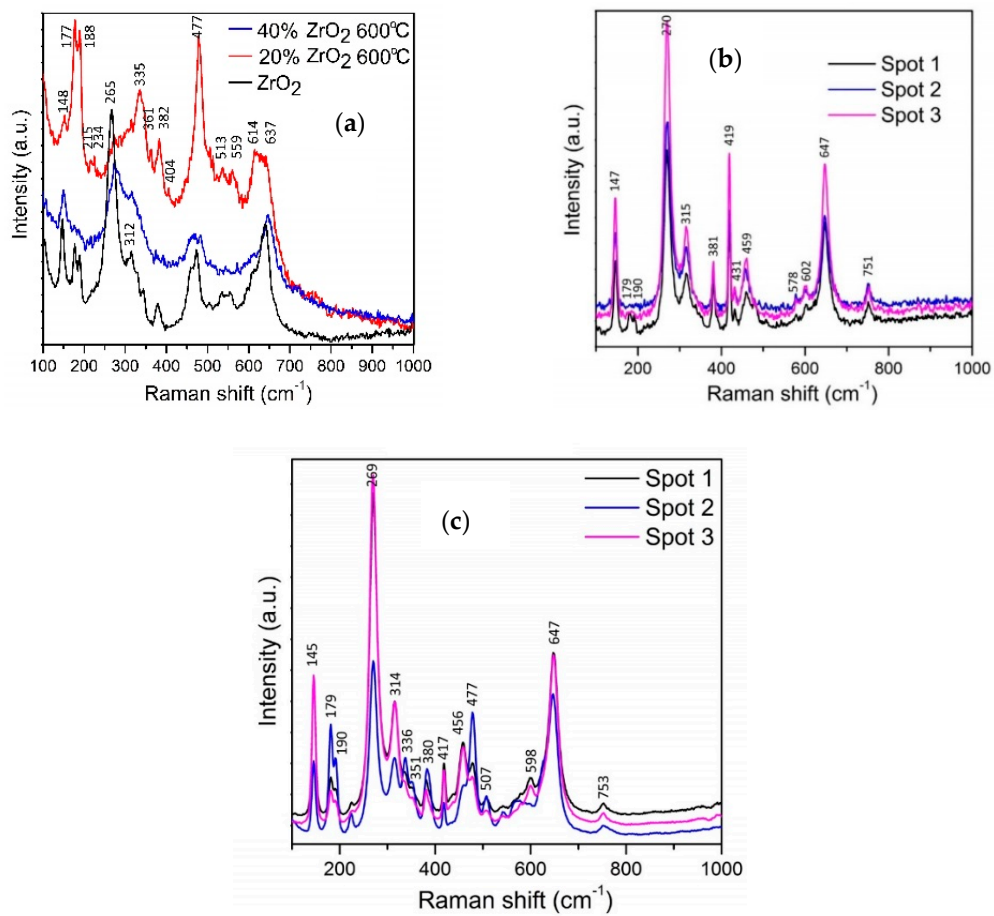 40% ZrO₂ 600°C
20% ZrO₂ 600°C
ZrO₂
(a)
177
188
148
215
234
265
312
335
361
382
404
477
513
559
614
637
Intensity (a.u.)
100 200 300 400 500 600 700 800 900 1000
Raman shift (cm⁻¹)
(b)
Spot 1
Spot 2
Spot 3
147
179
190
270
315
381
419
431
459
578
602
647
751
Intensity (a.u.)
200 400 600 800 1000
Raman shift (cm⁻¹)
(c)
Spot 1
Spot 2
Spot 3
145
179
190
269
314
336
351
380
417
456
477
507
598
647
753
Intensity (a.u.)
200 400 600 800 1000
Raman shift (cm⁻¹)